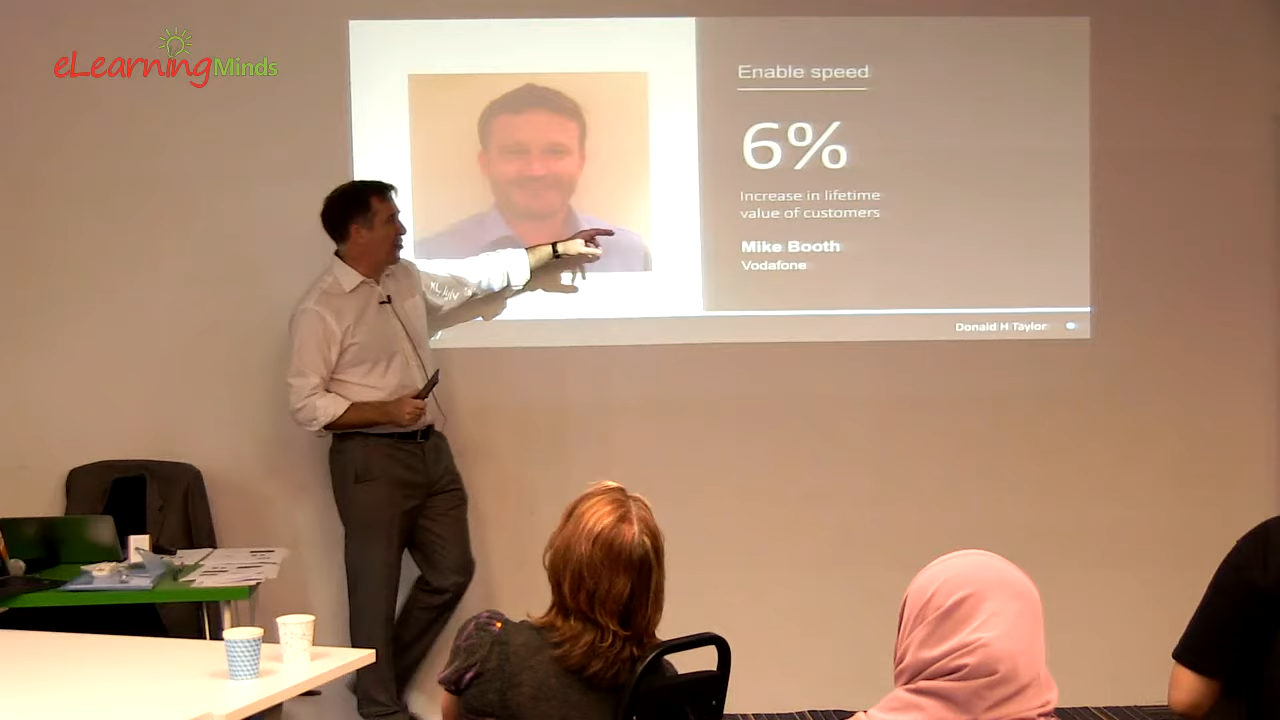 eLearningMinds
Enable speed
6%
Increase in lifetime
value of customers
Mike Booth
Vodafone
Donald H Taylor